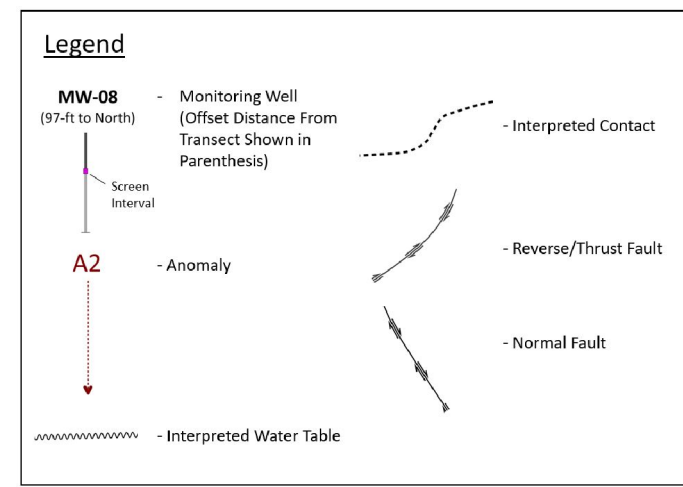 Legend
MW-08
(97-ft to North)
- Monitoring Well
(Offset Distance From
Transect Shown in
Parenthesis)
Screen
Interval
A2
- Anomaly
- Interpreted Water Table
- Interpreted Contact
- Reverse/Thrust Fault
- Normal Fault